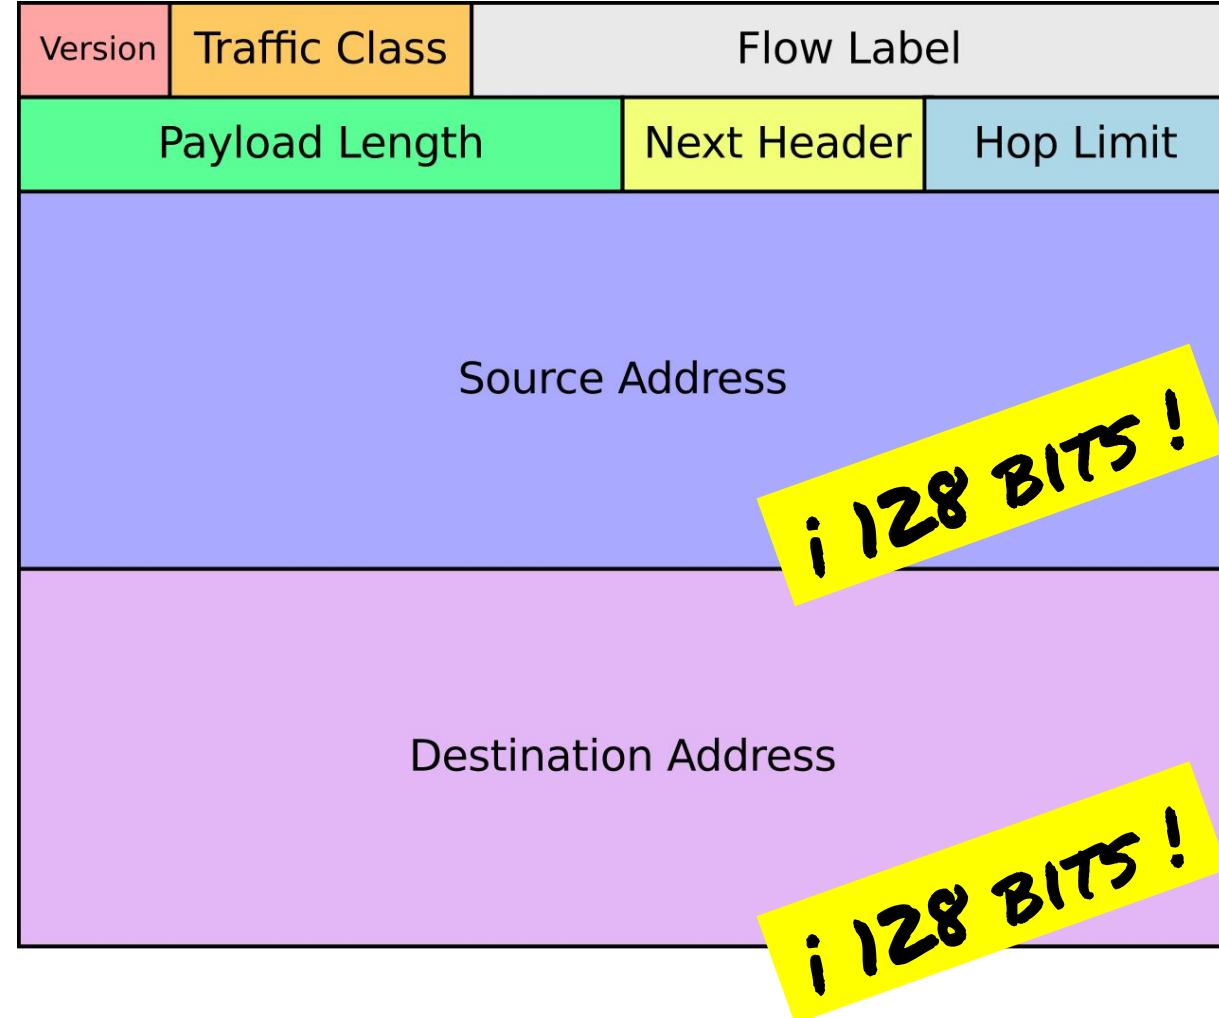 Version Traffic Class Flow Label
Payload Length Next Header Hop Limit
Source Address
¡ 128 BITS !
Destination Address
¡ 128 BITS !